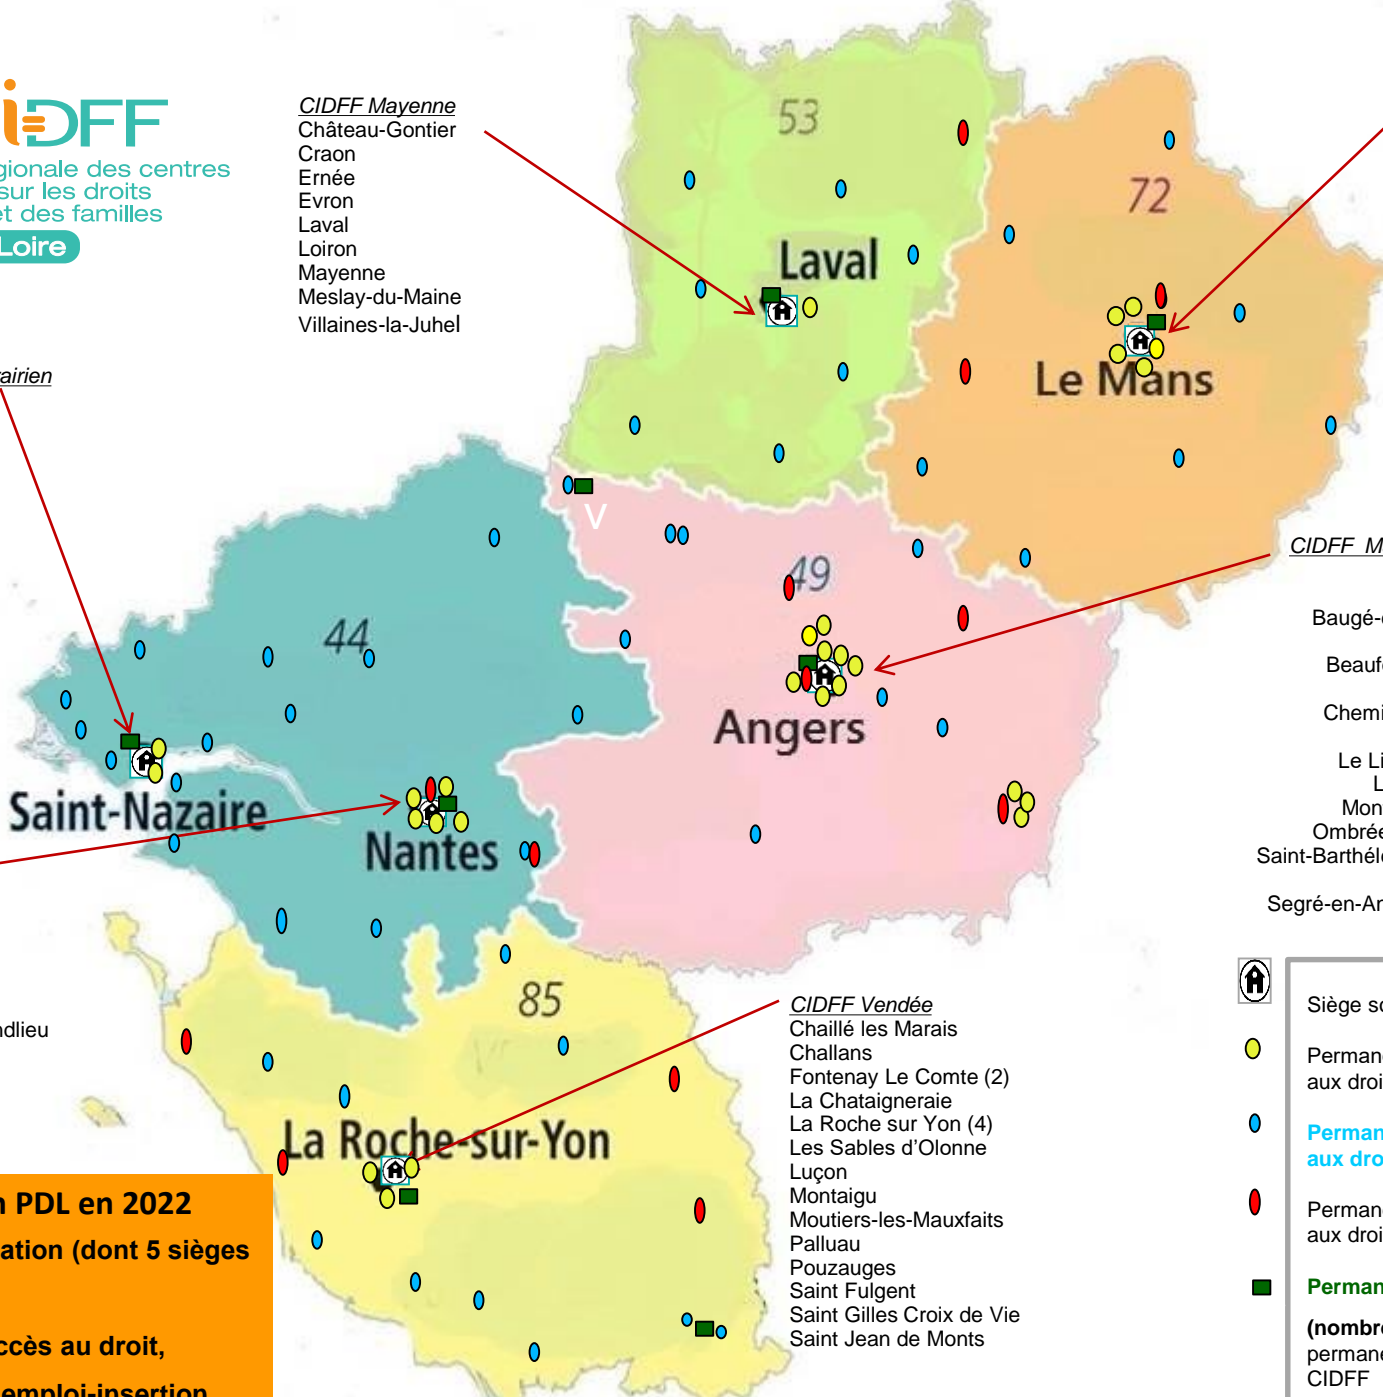 iDFF
gionale des centres
sur les droits
et des familles
Loire
CIDFF Mayenne
Château-Gontier
Craon
Ernée
Evron
Laval
Loiron
Mayenne
Meslay-du-Maine
Villaines-la-Juhel
airien
53
72
Laval
Le Mans
V
49
44
Angers
Saint-Nazaire
Nantes
85
La Roche-sur-Yon
CIDFF M
Baugé-
Beauf
Chemi
Le Li
L
Mon
Ombrée
Saint-Barthél
Segré-en-An
ndlieu
CIDFF Vendée
Chaillé les Marais
Challans
Fontenay Le Comte (2)
La Chataigneraie
La Roche sur Yon (4)
Les Sables d'Olonne
Luçon
Montaigu
Moutiers-les-Mauxfaits
Palluau
Pouzauges
Saint Fulgent
Saint Gilles Croix de Vie
Saint Jean de Monts
n PDL en 2022
ation (dont 5 sièges
ccès au droit,
emploi-insertion
Siège so
Perman
aux droi
Perman
aux dro
Perman
aux droi
Perman
(nombre
perman
CIDFF